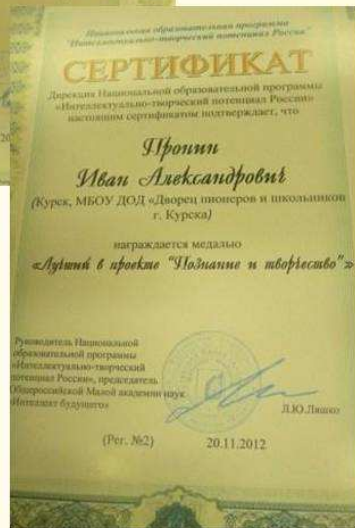 Национальная образовательная программа
"Интеллектуально-творческий потенциал России"
СЕРТИФИКАТ
Дирекция Национальной образовательной программы
«Интеллектуально-творческий потенциал России»
настоящим сертификатом подтверждает, что
Пронин
Иван Александрович
(Курск, МБОУ ДОД «Дворец пионеров и школьников
г. Курска)
награждается медалью
«Лучший в проекте "Познание и творчество"»
Руководитель Национальной
образовательной программы
«Интеллектуально-творческий
потенциал России», председатель
Общероссийской Малой академии наук
«Интеллект будущего»
Л.Ю.Ляшко
(Рег. №2) 20.11.2012